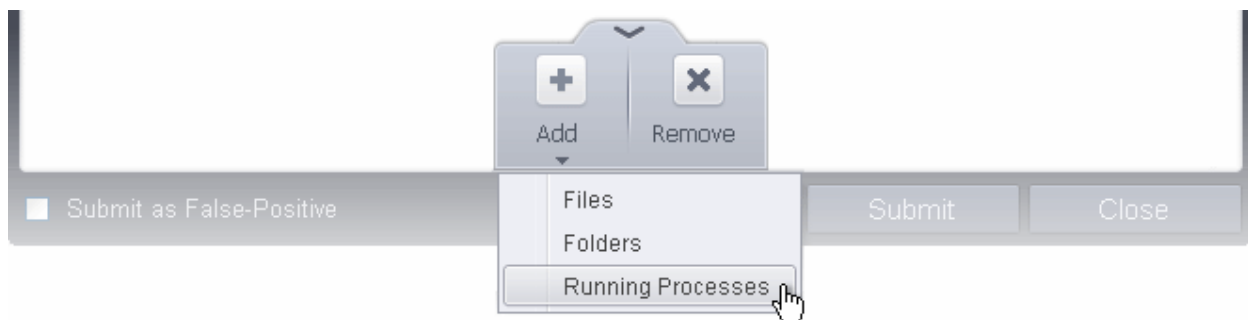 Add Remove
Files
Submit as False-Positive Submit Close
Folders
Running Processes